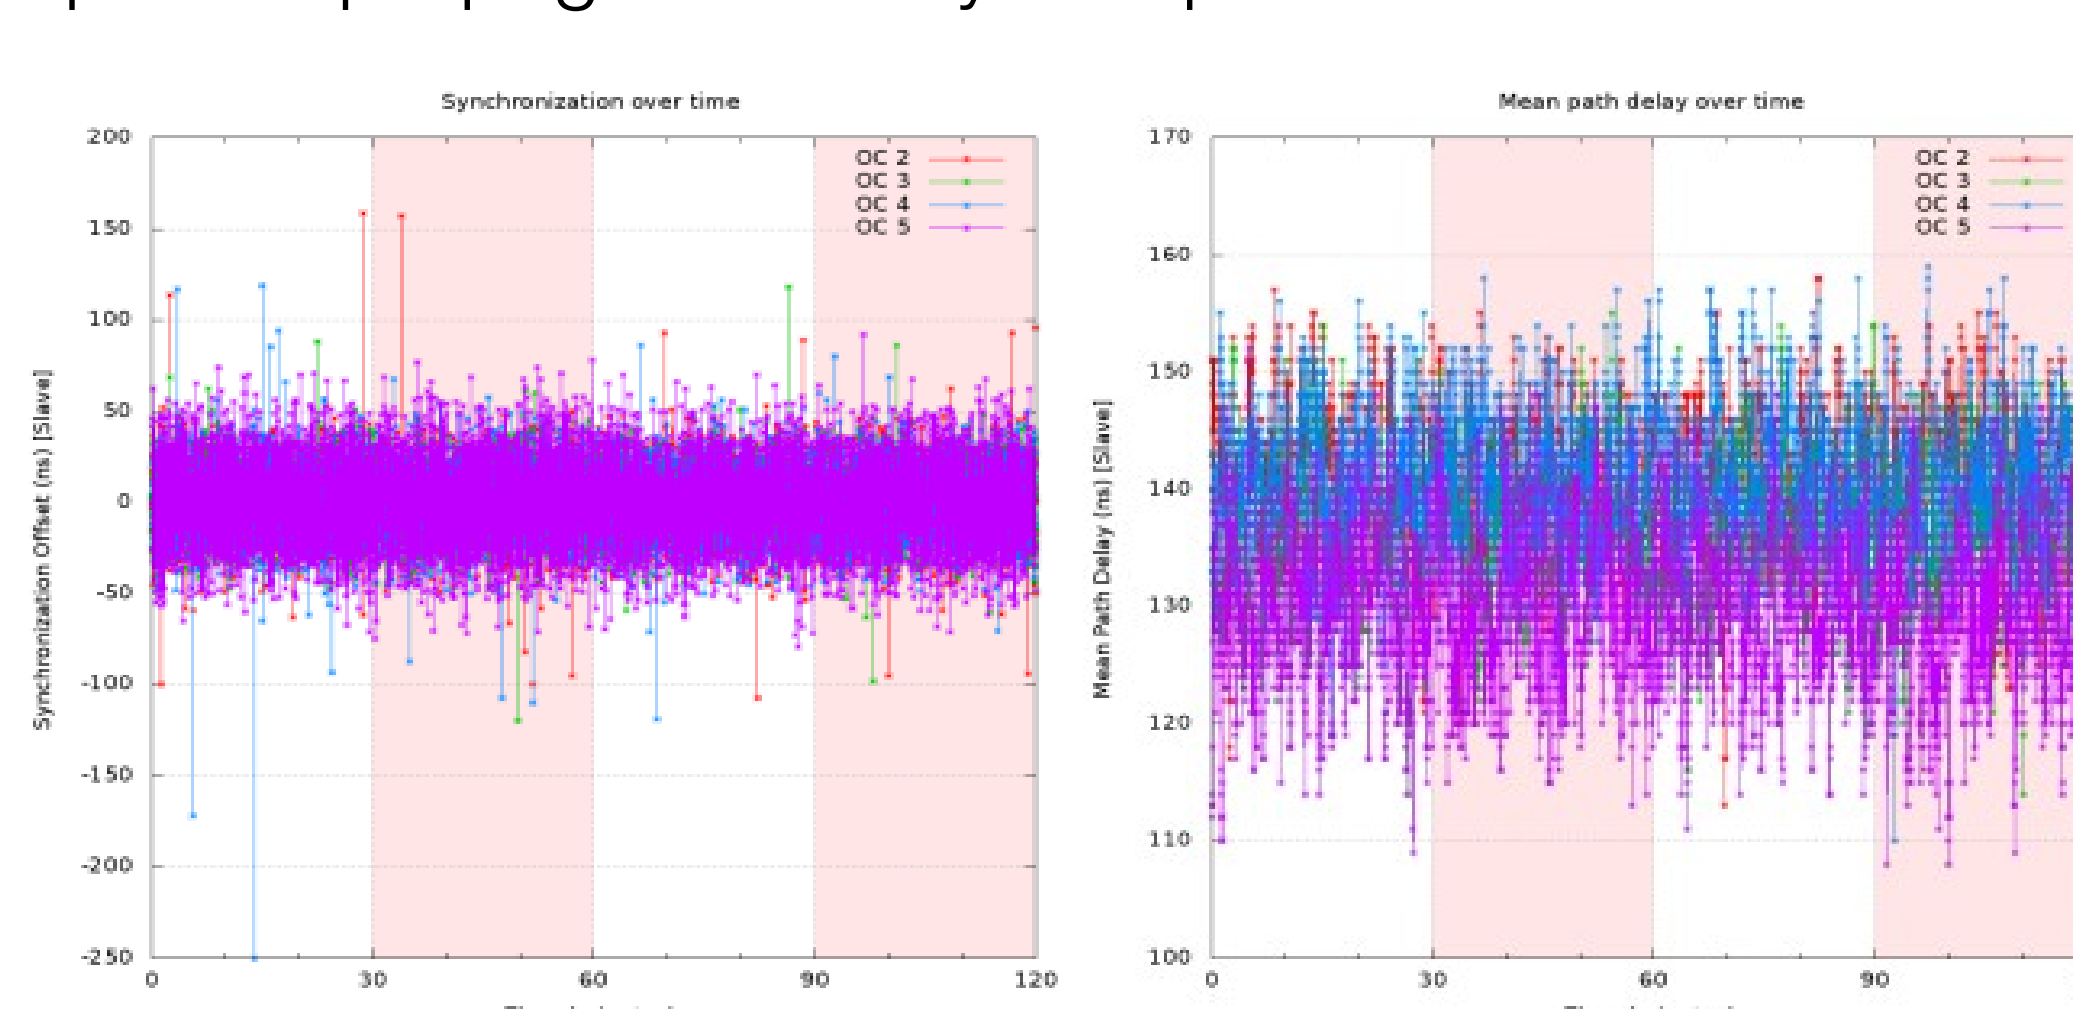 Synchronization over time
200
150
100
50
0
-50
-100
-150
-200
-250
0 30 60 90 120
Synchronization Offset (ns) [Slave]
OC 2
OC 3
OC 4
OC 5
Mean path delay over time
170
160
150
140
130
120
110
100
0 30 60 90
Mean Path Delay (ns) [Slave]
OC 2
OC 3
OC 4
OC 5